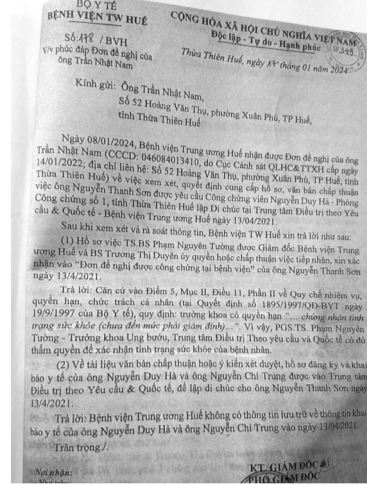 BỘ Y TẾ
BỆNH VIỆN TW HUẾ
CỘNG HÒA XÃ HỘI CHỦ NGHĨA VIỆT NAM
Độc lập - Tự do - Hạnh phúc
/BVH
V/v phúc đáp Đơn đề nghị của
ông Trần Nhật Nam
Thừa Thiên Huế, ngày tháng 01 năm 2024
Kính gửi: Ông Trần Nhật Nam,
Số 52 Hoàng Văn Thụ, phường Xuân Phú, TP Huế,
tỉnh Thừa Thiên Huế
Ngày 08/01/2024, Bệnh viện Trung ương Huế nhận được Đơn đề nghị của ông
Trần Nhật Nam (CCCD: 046084013410, do Cục Cảnh sát QLHC&TTXH cấp ngày
14/01/2022; địa chỉ liên hệ: Số 52 Hoàng Văn Thụ, phường Xuân Phú, TP Huế, tỉnh
Thừa Thiên Huế) về việc xem xét, quyết định cung cấp hồ sơ, văn bản chấp thuận
việc ông Nguyễn Thanh Sơn được yêu cầu Công chứng viên Nguyễn Duy Hà - Phòng
Công chứng số 1, tỉnh Thừa Thiên Huế lập Di chúc tại Trung tâm Điều trị theo Yêu
cầu & Quốc tế - Bệnh viện Trung ương Huế ngày 13/04/2021.
Sau khi xem xét và rà soát thông tin, Bệnh viện TW Huế xin trả lời như sau:
(1) Hồ sơ việc TS.BS Phạm Nguyên Tường được Giám đốc Bệnh viện Trung
ương Huế và BS Trương Thị Duyên ủy quyền hoặc chấp thuận việc tiếp nhận, xin xác
nhận vào "Đơn đề nghị được công chứng tại bệnh viện" của ông Nguyễn Thanh Sơn
ngày 13/4/2021.
Trả lời: Căn cứ vào Điểm 5, Mục II, Điều 11, Phần II về Quy chế nhiệm vụ,
quyền hạn, chức trách cá nhân (tại Quyết định số 1895/1997/QĐ-BYT ngày
19/9/1997 của Bộ Y tế), quy định: trưởng khoa có quyền hạn "... chứng nhận tình
trạng sức khỏe (chưa đến mức phải giám định)...". Vì vậy, PGS.TS. Phạm Nguyên
Tường - Trưởng khoa Ung bướu, Trung tâm Điều trị Theo yêu cầu và Quốc tế có đủ
thẩm quyền để xác nhận tình trạng sức khỏe của bệnh nhân.
(2) Về tài liệu văn bản chấp thuận hoặc ý kiến xét duyệt, hồ sơ đăng ký và khai
báo y tế của ông Nguyễn Duy Hà và ông Nguyễn Chí Trung được vào Trung tâm
Điều trị theo Yêu cầu & Quốc tế, để lập di chúc cho ông Nguyễn Thanh Sơn ngày
13/4/2021.
Trả lời: Bệnh viện Trung ương Huế không có thông tin lưu trữ về thông tin khai
báo y tế của ông Nguyễn Duy Hà và ông Nguyễn Chí Trung vào ngày 13/04/2021.
Trân trọng./.
Nơi nhận:
KT. GIÁM ĐỐC
PHÓ GIÁM ĐỐC